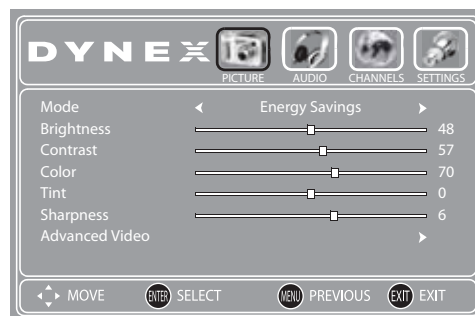 DYNEX
PICTURE AUDIO CHANNELS SETTINGS
Mode Energy Savings
Brightness 48
Contrast 57
Color 70
Tint 0
Sharpness 6
Advanced Video
MOVE ENTER SELECT MENU PREVIOUS EXIT EXIT